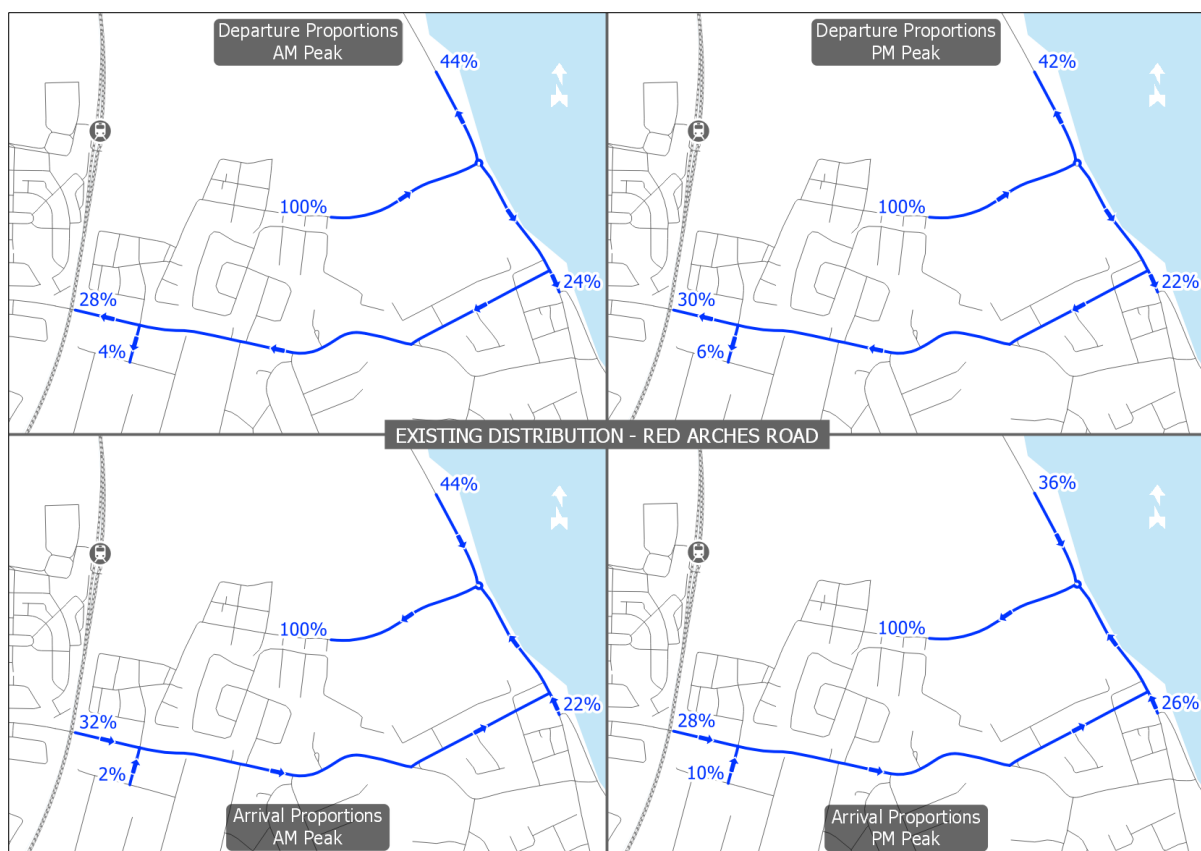 Departure Proportions
AM Peak
44%
100%
24%
28%
4%
Departure Proportions
PM Peak
42%
100%
22%
30%
6%
EXISTING DISTRIBUTION - RED ARCHES ROAD
44%
100%
22%
32%
2%
Arrival Proportions
AM Peak
36%
100%
26%
28%
10%
Arrival Proportions
PM Peak